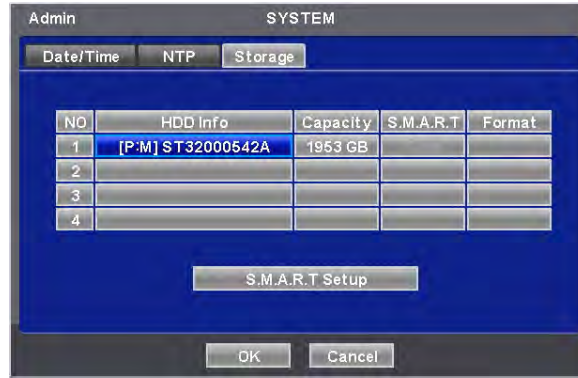 Admin SYSTEM
Date/Time NTP Storage
NO HDD Info Capacity S.M.A.R.T Format
1 [P:M] ST32000542A 1953 GB
2
3
4
S.M.A.R.T Setup
OK Cancel